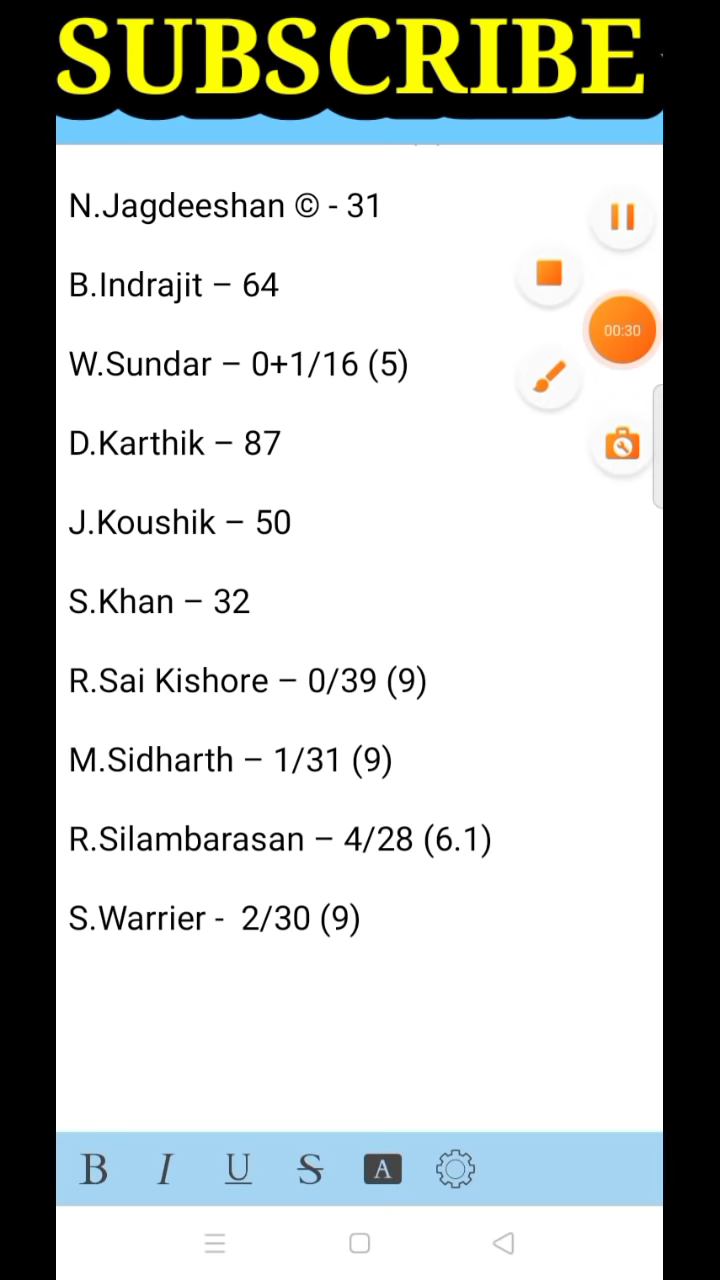 SUBSCRIBE
N.Jagdeeshan © - 31
B.Indrajit – 64
00:30
W.Sundar – 0+1/16 (5)
D.Karthik – 87
J.Koushik – 50
S.Khan – 32
R.Sai Kishore – 0/39 (9)
M.Sidharth – 1/31 (9)
R.Silambarasan – 4/28 (6.1)
S.Warrier -  2/30 (9)
B I U S A